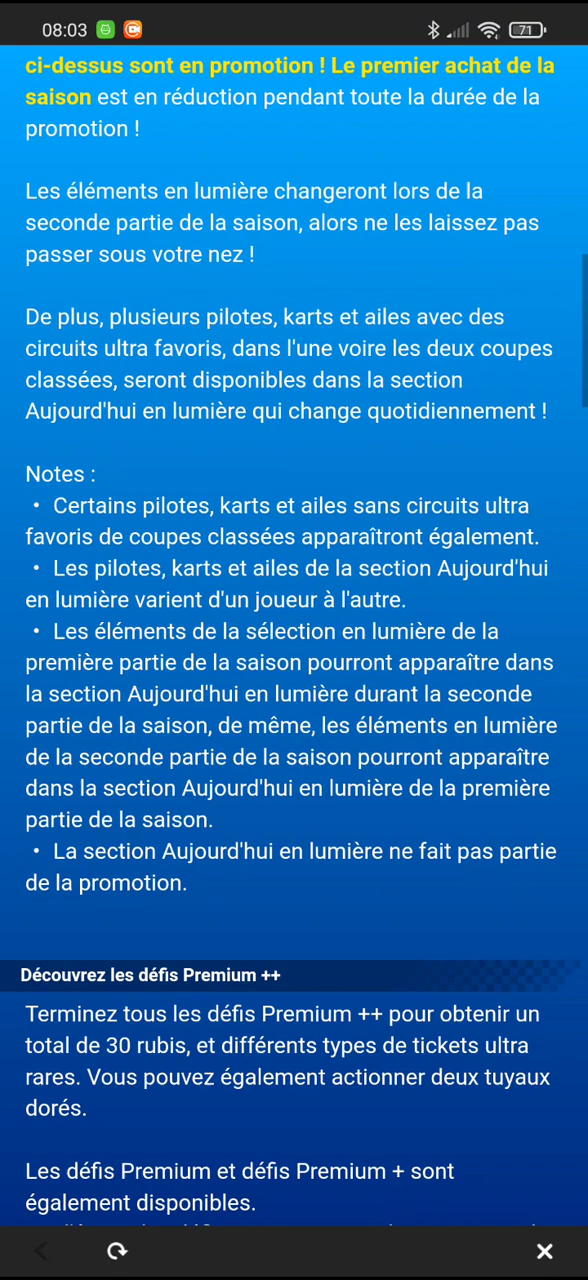 08:03
71
ci-dessus sont en promotion ! Le premier achat de la
saison est en réduction pendant toute la durée de la
promotion !
Les éléments en lumière changeront lors de la
seconde partie de la saison, alors ne les laissez pas
passer sous votre nez !
De plus, plusieurs pilotes, karts et ailes avec des
circuits ultra favoris, dans l'une voire les deux coupes
classées, seront disponibles dans la section
Aujourd'hui en lumière qui change quotidiennement !
Notes :
• Certains pilotes, karts et ailes sans circuits ultra
favoris de coupes classées apparaîtront également.
• Les pilotes, karts et ailes de la section Aujourd'hui
en lumière varient d'un joueur à l'autre.
• Les éléments de la sélection en lumière de la
première partie de la saison pourront apparaître dans
la section Aujourd'hui en lumière durant la seconde
partie de la saison, de même, les éléments en lumière
de la seconde partie de la saison pourront apparaître
dans la section Aujourd'hui en lumière de la première
partie de la saison.
• La section Aujourd'hui en lumière ne fait pas partie
de la promotion.
Découvrez les défis Premium ++
Terminez tous les défis Premium ++ pour obtenir un
total de 30 rubis, et différents types de tickets ultra
rares. Vous pouvez également actionner deux tuyaux
dorés.
Les défis Premium et défis Premium + sont
également disponibles.